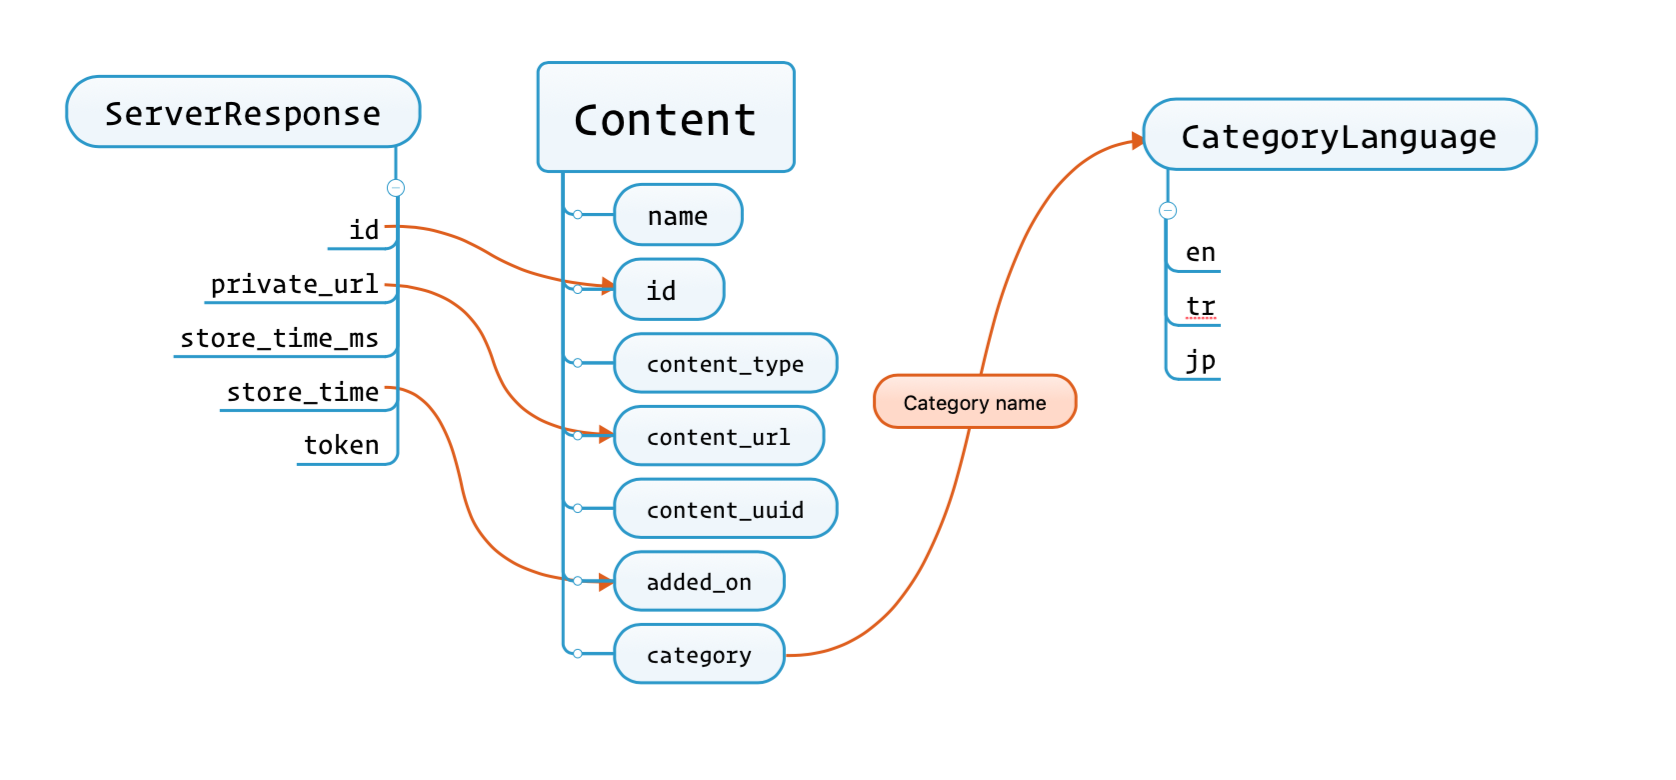 ServerResponse
id
private_url
store_time_ms
store_time
token
Content
name
id
content_type
content_url
content_uuid
added_on
category
Category name
CategoryLanguage
en
tr
jp